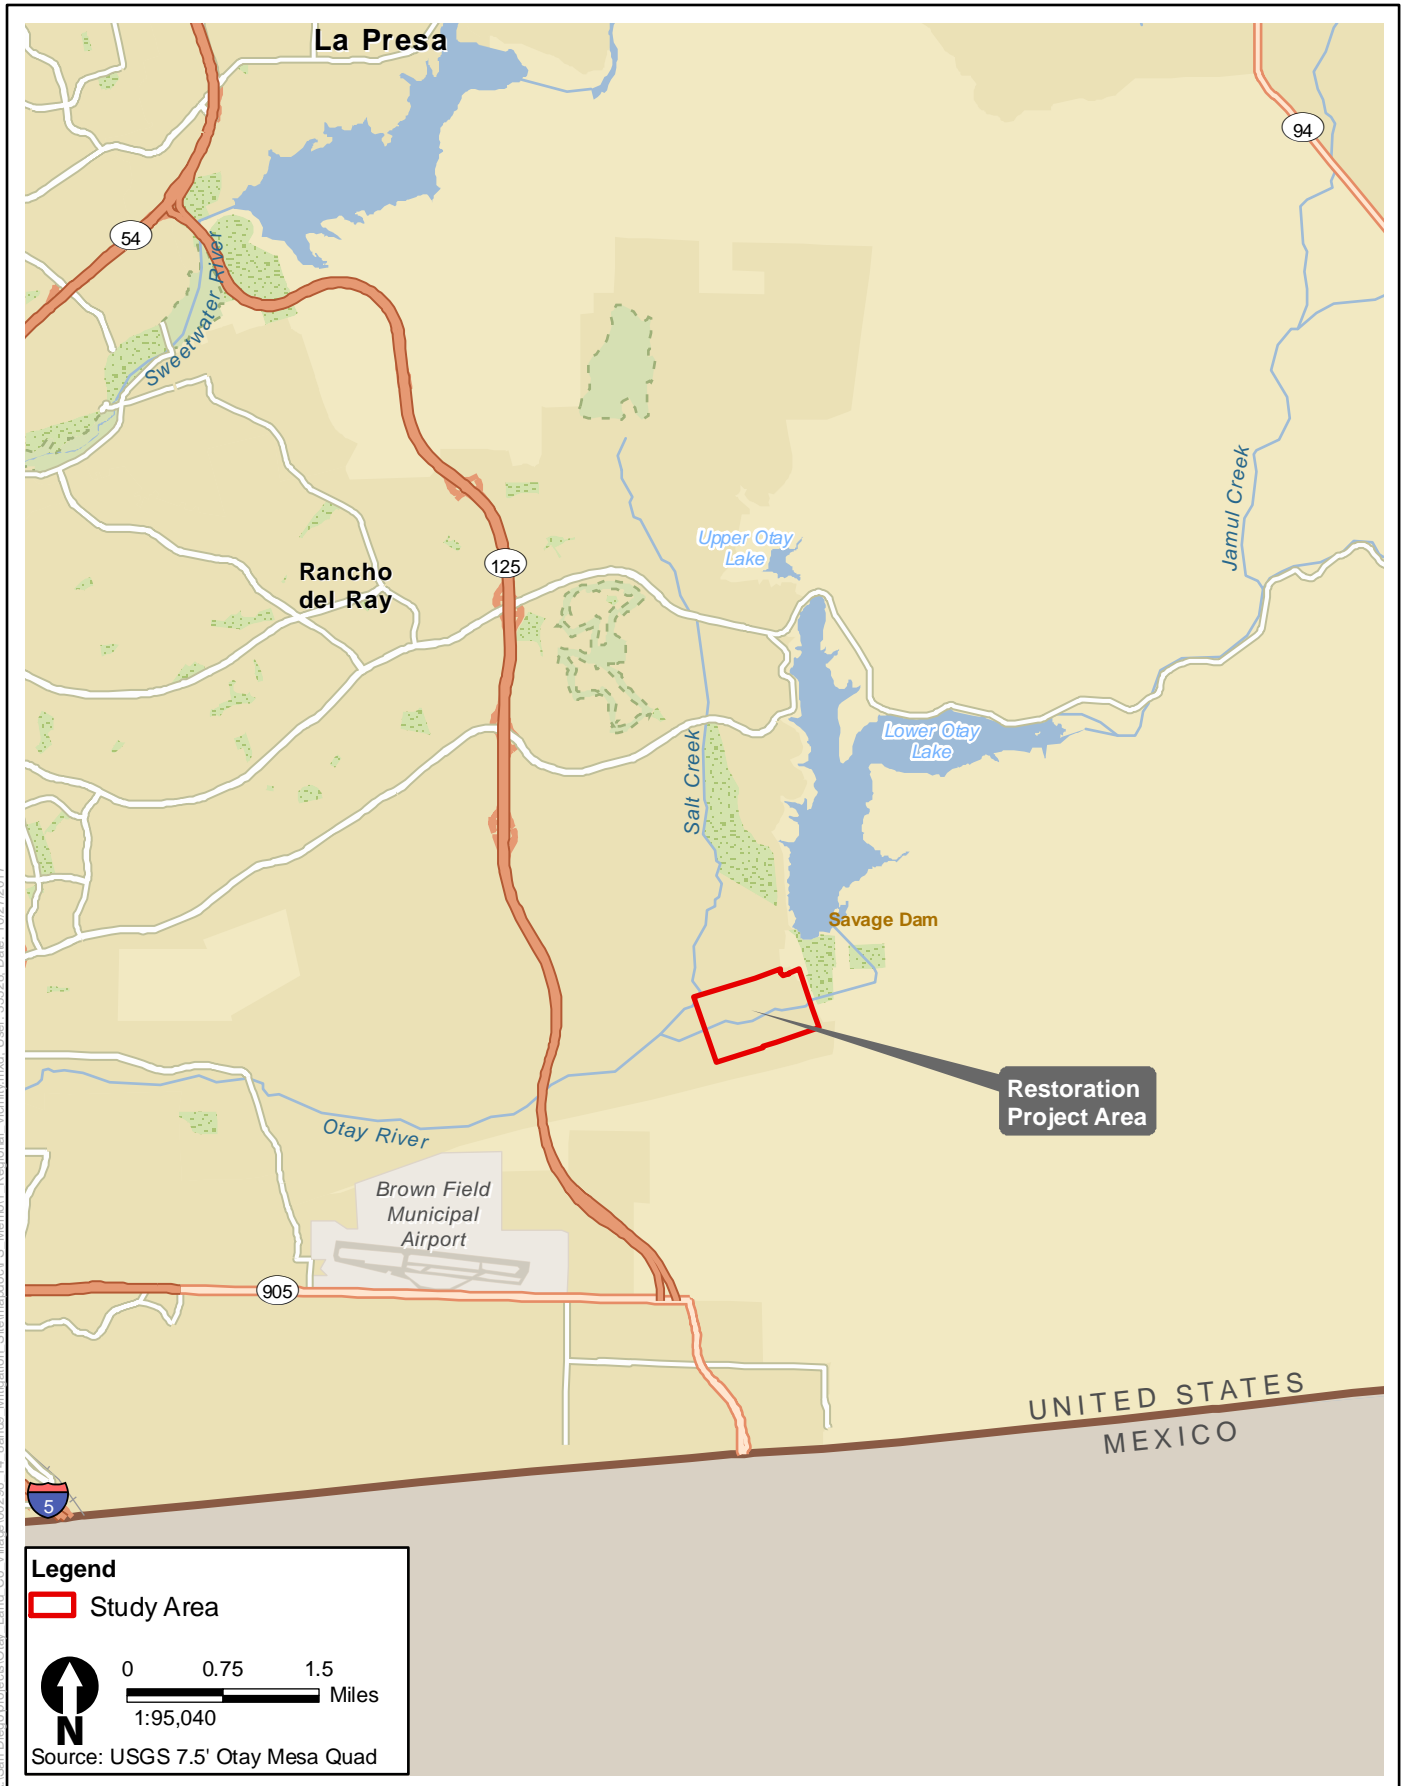 La Presa
94
54
Sweetwater River
Jamul Creek
Upper Otay
Lake
125
Rancho
del Ray
Lower Otay
Lake
Salt Creek
Savage Dam
Restoration
Project Area
Otay River
Brown Field
Municipal
Airport
905
UNITED STATES
MEXICO
5
Legend
Study Area
0 0.75 1.5
Miles
1:95,040
N
Source: USGS 7.5' Otay Mesa Quad